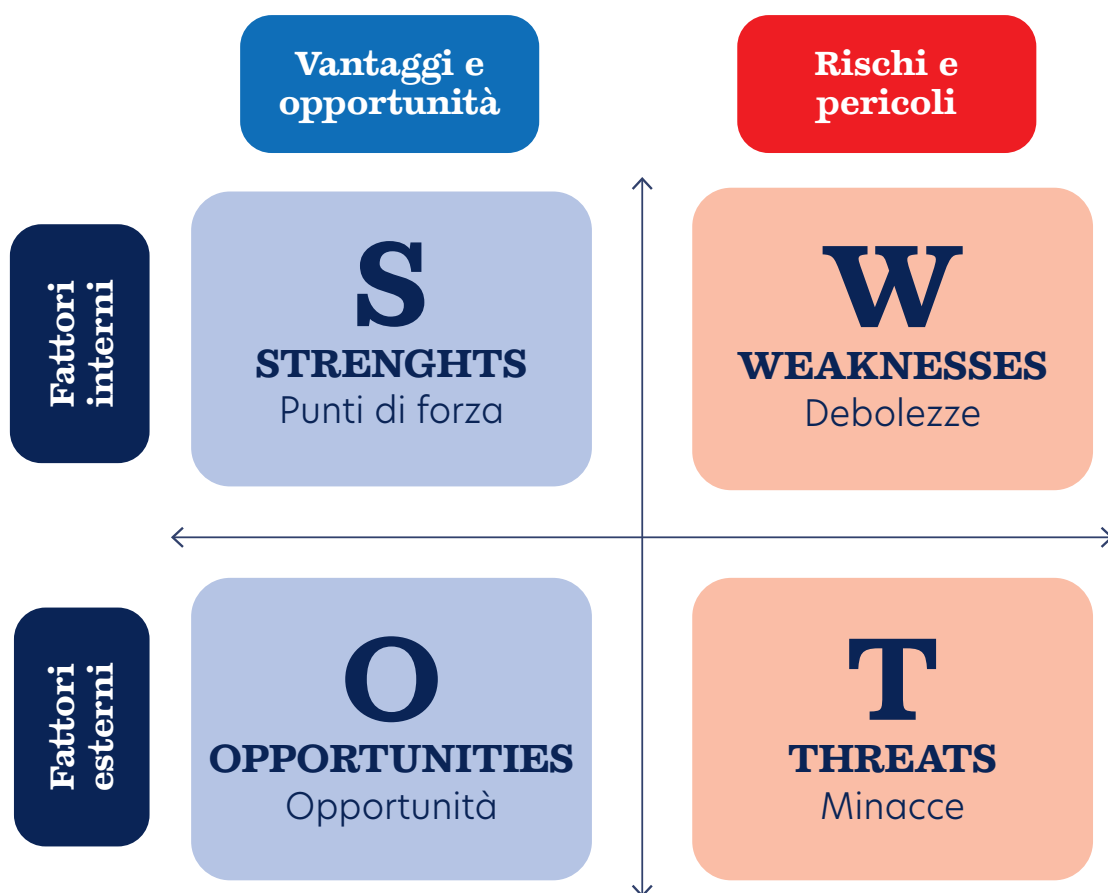 Vantaggi e
opportunità
Rischi e
pericoli
Fattori
interni
S
STRENGHTS
Punti di forza
W
WEAKNESSES
Debolezze
Fattori
esterni
O
OPPORTUNITIES
Opportunità
T
THREATS
Minacce